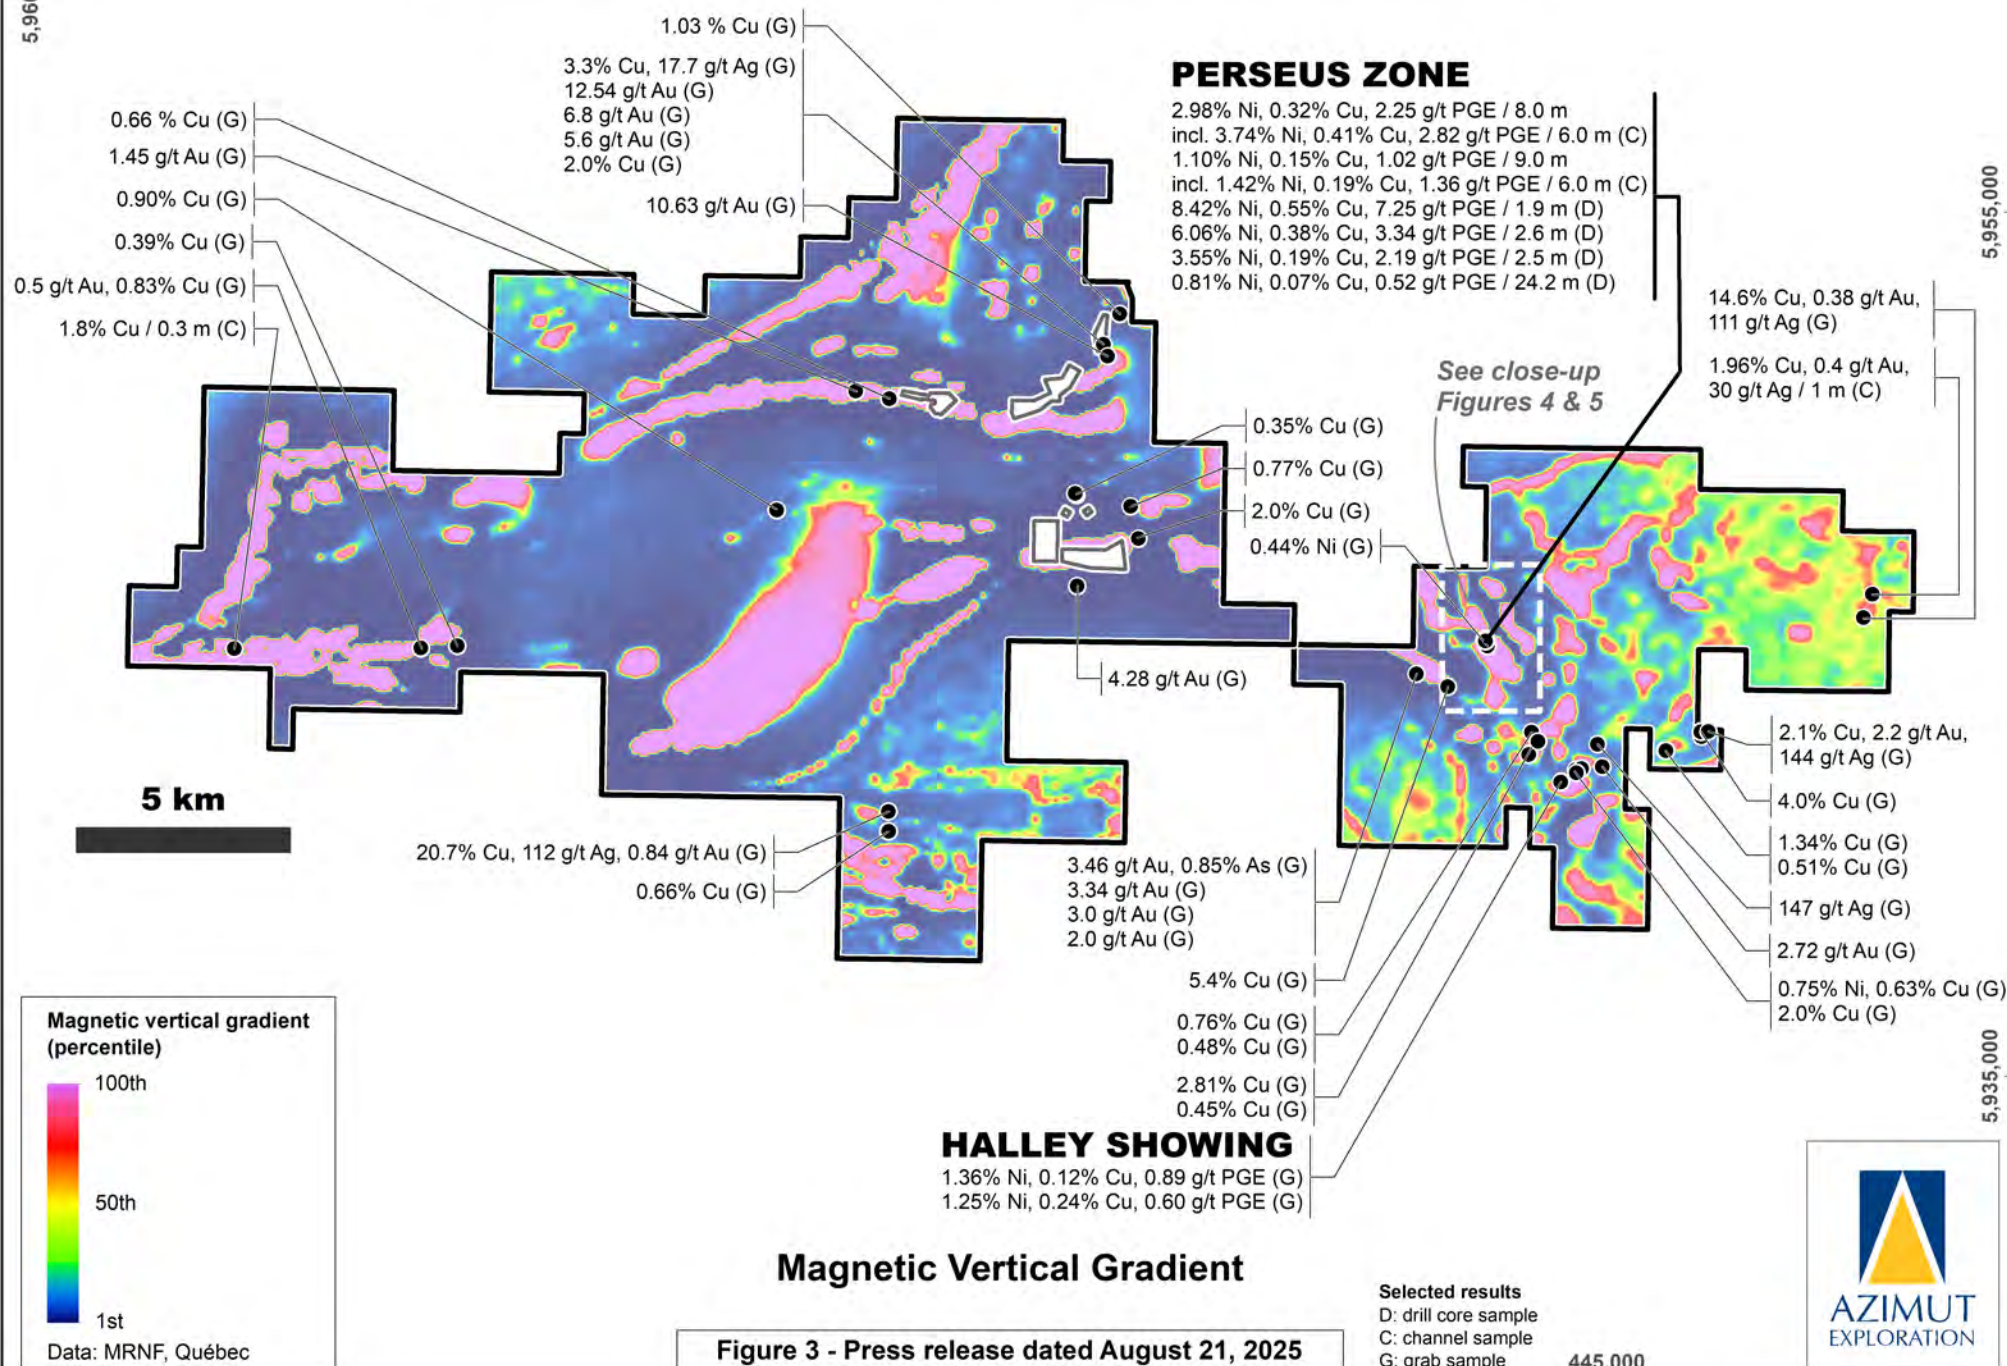 5,960
1.03 % Cu (G)
3.3% Cu, 17.7 g/t Ag (G)
12.54 g/t Au (G)
6.8 g/t Au (G)
5.6 g/t Au (G)
2.0% Cu (G)
10.63 g/t Au (G)
0.66 % Cu (G)
1.45 g/t Au (G)
0.90% Cu (G)
0.39% Cu (G)
0.5 g/t Au, 0.83% Cu (G)
1.8% Cu / 0.3 m (C)
PERSEUS ZONE
2.98% Ni, 0.32% Cu, 2.25 g/t PGE / 8.0 m
incl. 3.74% Ni, 0.41% Cu, 2.82 g/t PGE / 6.0 m (C)
1.10% Ni, 0.15% Cu, 1.02 g/t PGE / 9.0 m
incl. 1.42% Ni, 0.19% Cu, 1.36 g/t PGE / 6.0 m (C)
8.42% Ni, 0.55% Cu, 7.25 g/t PGE / 1.9 m (D)
6.06% Ni, 0.38% Cu, 3.34 g/t PGE / 2.6 m (D)
3.55% Ni, 0.19% Cu, 2.19 g/t PGE / 2.5 m (D)
0.81% Ni, 0.07% Cu, 0.52 g/t PGE / 24.2 m (D)
5,955,000
14.6% Cu, 0.38 g/t Au,
111 g/t Ag (G)
1.96% Cu, 0.4 g/t Au,
30 g/t Ag / 1 m (C)
See close-up
Figures 4 & 5
0.35% Cu (G)
0.77% Cu (G)
2.0% Cu (G)
0.44% Ni (G)
4.28 g/t Au (G)
5 km
20.7% Cu, 112 g/t Ag, 0.84 g/t Au (G)
0.66% Cu (G)
3.46 g/t Au, 0.85% As (G)
3.34 g/t Au (G)
3.0 g/t Au (G)
2.0 g/t Au (G)
5.4% Cu (G)
0.76% Cu (G)
0.48% Cu (G)
2.81% Cu (G)
0.45% Cu (G)
HALLEY SHOWING
1.36% Ni, 0.12% Cu, 0.89 g/t PGE (G)
1.25% Ni, 0.24% Cu, 0.60 g/t PGE (G)
2.1% Cu, 2.2 g/t Au,
144 g/t Ag (G)
4.0% Cu (G)
1.34% Cu (G)
0.51% Cu (G)
147 g/t Ag (G)
2.72 g/t Au (G)
0.75% Ni, 0.63% Cu (G)
2.0% Cu (G)
5,935,000
Magnetic vertical gradient
(percentile)
100th
50th
1st
Data: MRNF, Québec
Magnetic Vertical Gradient
Figure 3 - Press release dated August 21, 2025
Selected results
D: drill core sample
C: channel sample
G: grab sample
445,000
AZIMUT
EXPLORATION